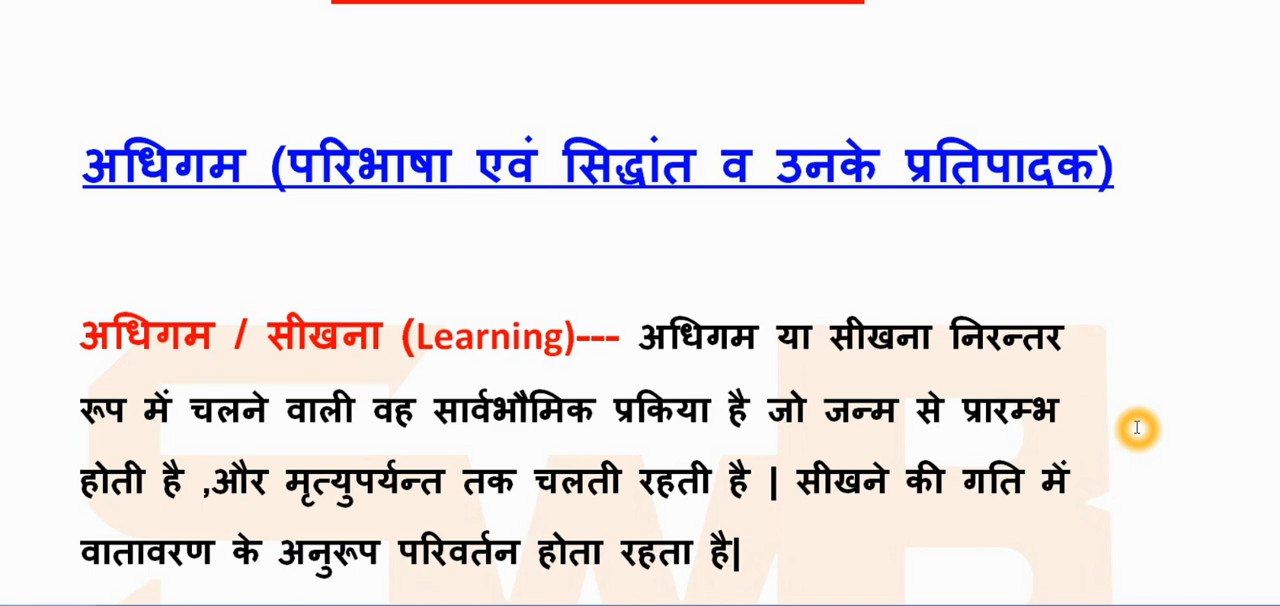 अधिगम (परिभाषा एवं सिद्धांत व उनके प्रतिपादक)
अधिगम / सीखना (Learning)--- अधिगम या सीखना निरन्तर
रूप में चलने वाली वह सार्वभौमिक प्रकिया है जो जन्म से प्रारम्भ
होती है ,और मृत्युपर्यन्त तक चलती रहती है | सीखने की गति में
वातावरण के अनुरूप परिवर्तन होता रहता है|